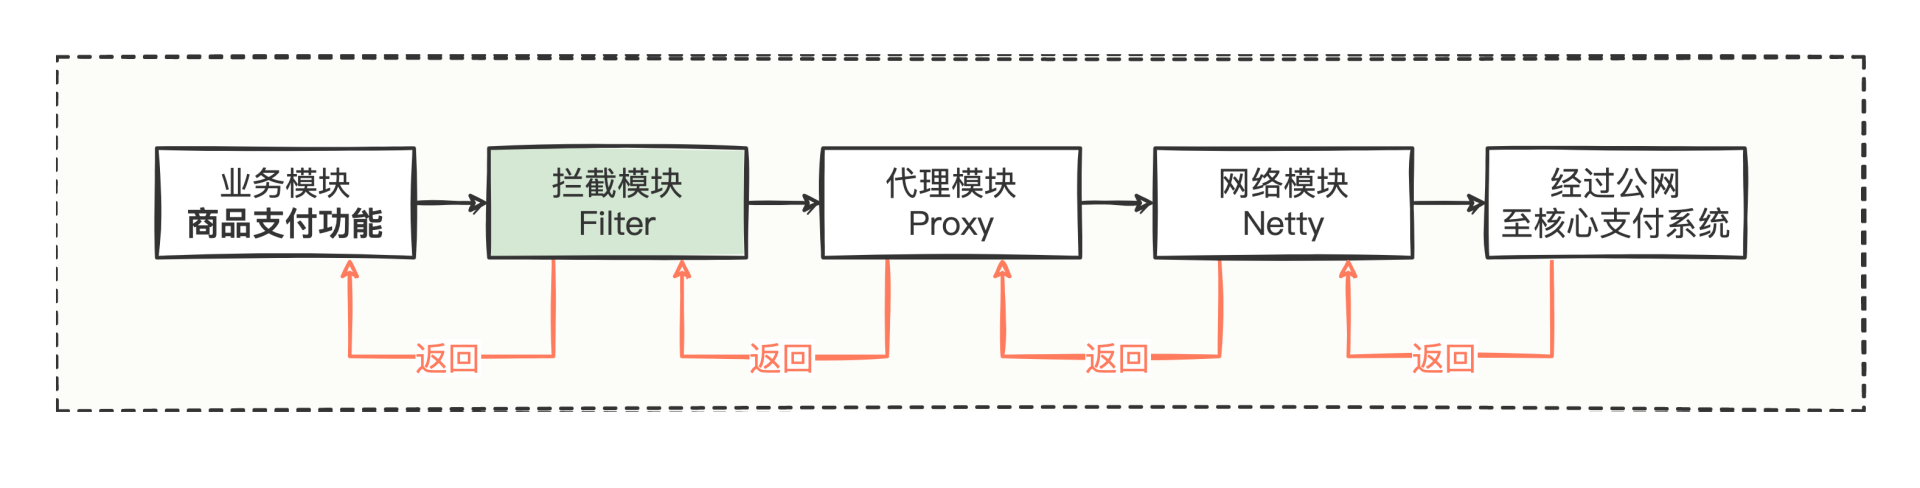 业务模块
商品支付功能
拦截模块
Filter
代理模块
Proxy
网络模块
Netty
经过公网
至核心支付系统
返回
返回
返回
返回